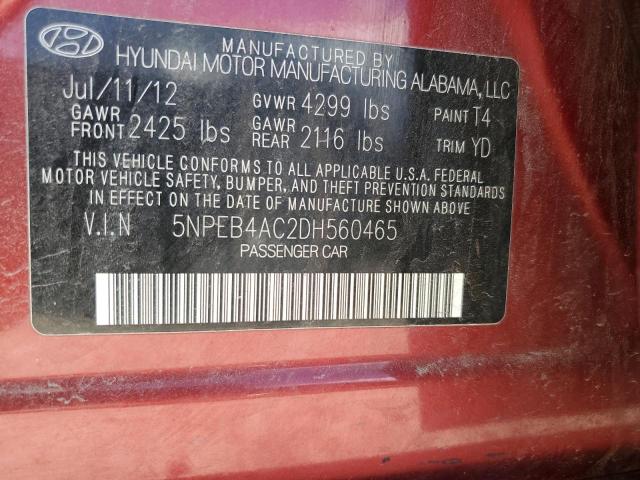 MANUFACTURED BY
HYUNDAI MOTOR MANUFACTURING ALABAMA, LLC
Jul/11/12 GVWR 4299 lbs PAINT T4
GAWR FRONT 2425 lbs GAWR REAR 2116 lbs TRIM YD
THIS VEHICLE CONFORMS TO ALL APPLICABLE U.S.A. FEDERAL
MOTOR VEHICLE SAFETY, BUMPER, AND THEFT PREVENTION STANDARDS
IN EFFECT ON THE DATE OF MANUFACTURE SHOWN ABOVE.
V.I.N 5NPEB4AC2DH560465
PASSENGER CAR